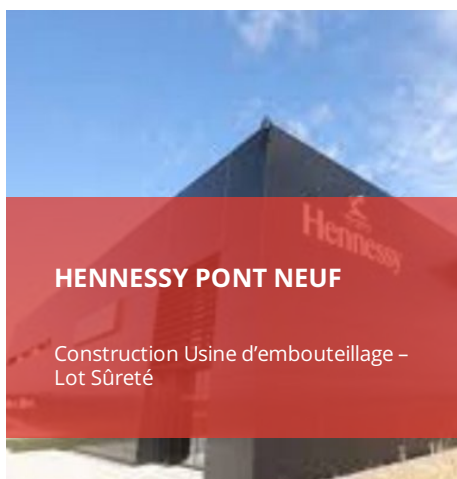 Hennessy
HENNESSY PONT NEUF
Construction Usine d’embouteillage –
Lot Sûreté